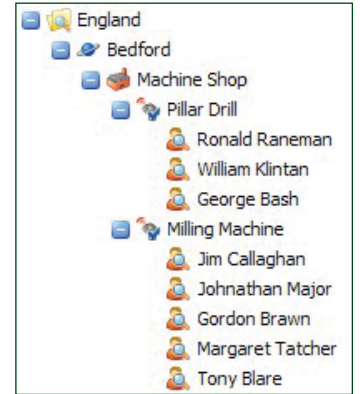 England
Bedford
Machine Shop
Pillar Drill
Ronald Raneman
William Klintan
George Bash
Milling Machine
Jim Callaghan
Johnathan Major
Gordon Brawn
Margaret Tatcher
Tony Blare